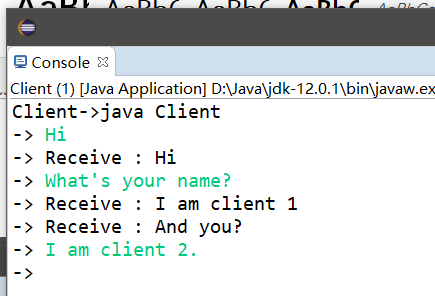 Console
Client (1) [Java Application] D:\Java\jdk-12.0.1\bin\javaw.ex
Client->java Client
-> Hi
-> Receive : Hi
-> What's your name?
-> Receive : I am client 1
-> Receive : And you?
-> I am client 2.
->